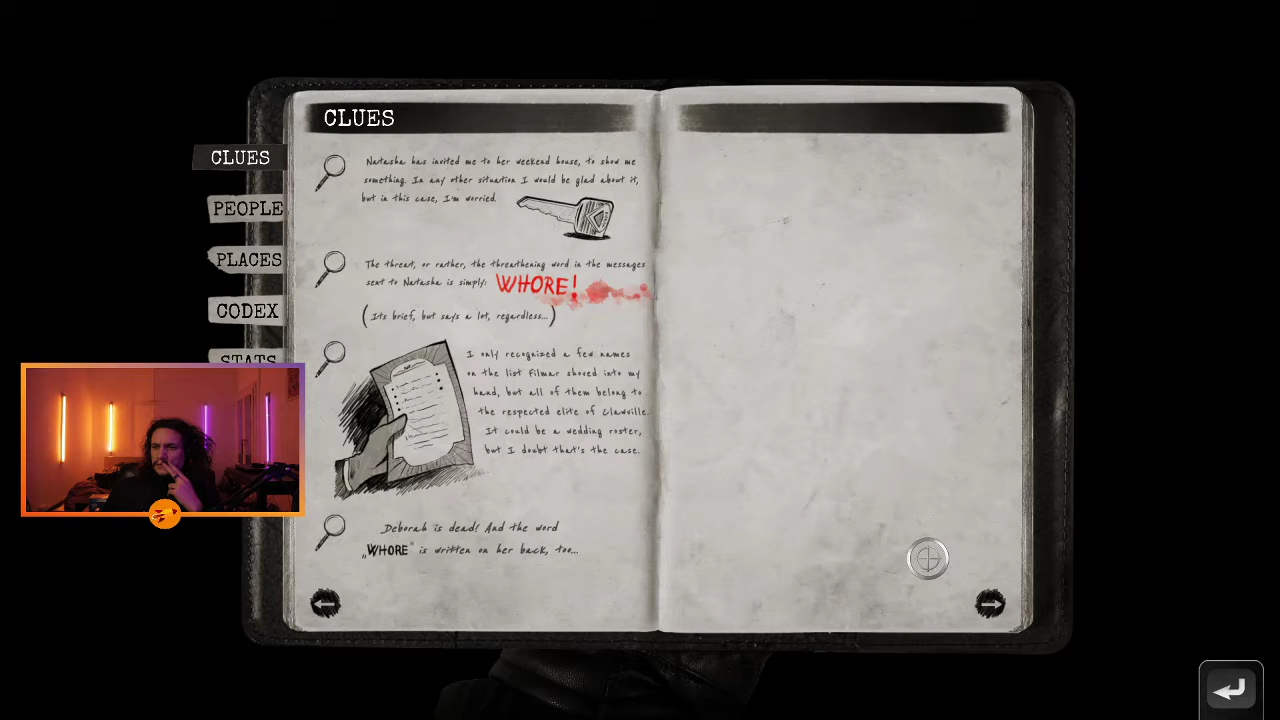 CLUES
CLUES
PEOPLE
PLACES
CODEX
STATS
Natasha has invited me to her weekend house, to show me
something. In any other situation I would be glad about it,
but in this case, I'm worried.
The threat, or rather, the threathening word in the messages
sent to Natasha is simply: WHORE!
(Its brief, but says a lot, regardless...)
I only recognized a few names
on the list Filmar shoved into my
hand, but all of them belong to
the respected elite of Clawville.
It could be a wedding roster,
but I doubt that's the case.
Deborah is dead! And the word
„WHORE" is written on her back, too...